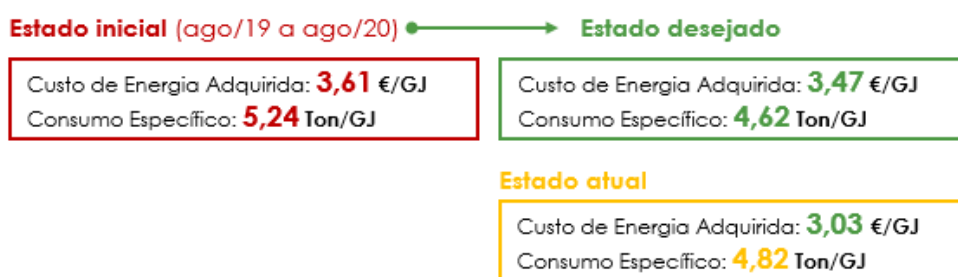 Estado inicial (ago/19 a ago/20)
Estado desejado
Custo de Energia Adquirida: 3,61 €/GJ
Consumo Específico: 5,24 Ton/GJ
Custo de Energia Adquirida: 3,47 €/GJ
Consumo Específico: 4,62 Ton/GJ
Estado atual
Custo de Energia Adquirida: 3,03 €/GJ
Consumo Específico: 4,82 Ton/GJ